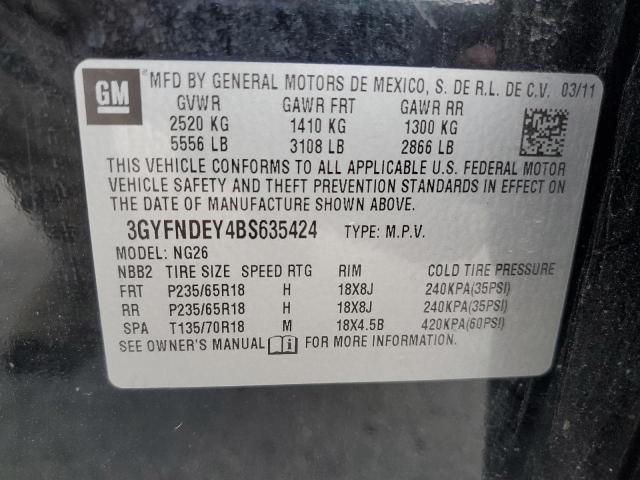 GM
® MFD BY GENERAL MOTORS DE MEXICO, S. DE R.L. DE C.V. 03/11
GVWR GAWR FRT GAWR RR
2520 KG 1410 KG 1300 KG
5556 LB 3108 LB 2866 LB
THIS VEHICLE CONFORMS TO ALL APPLICABLE U.S. FEDERAL MOTOR
VEHICLE SAFETY AND THEFT PREVENTION STANDARDS IN EFFECT ON
THE DATE OF MANUFACTURE SHOWN ABOVE.
3GYFNDEY4BS635424 TYPE: M.P.V.
MODEL: NG26
NBB2 TIRE SIZE SPEED RTG RIM COLD TIRE PRESSURE
FRT P235/65R18 H 18X8J 240KPA(35PSI)
RR P235/65R18 H 18X8J 240KPA(35PSI)
SPA T135/70R18 M 18X4.5B 420KPA(60PSI)
SEE OWNER'S MANUAL FOR MORE INFORMATION.